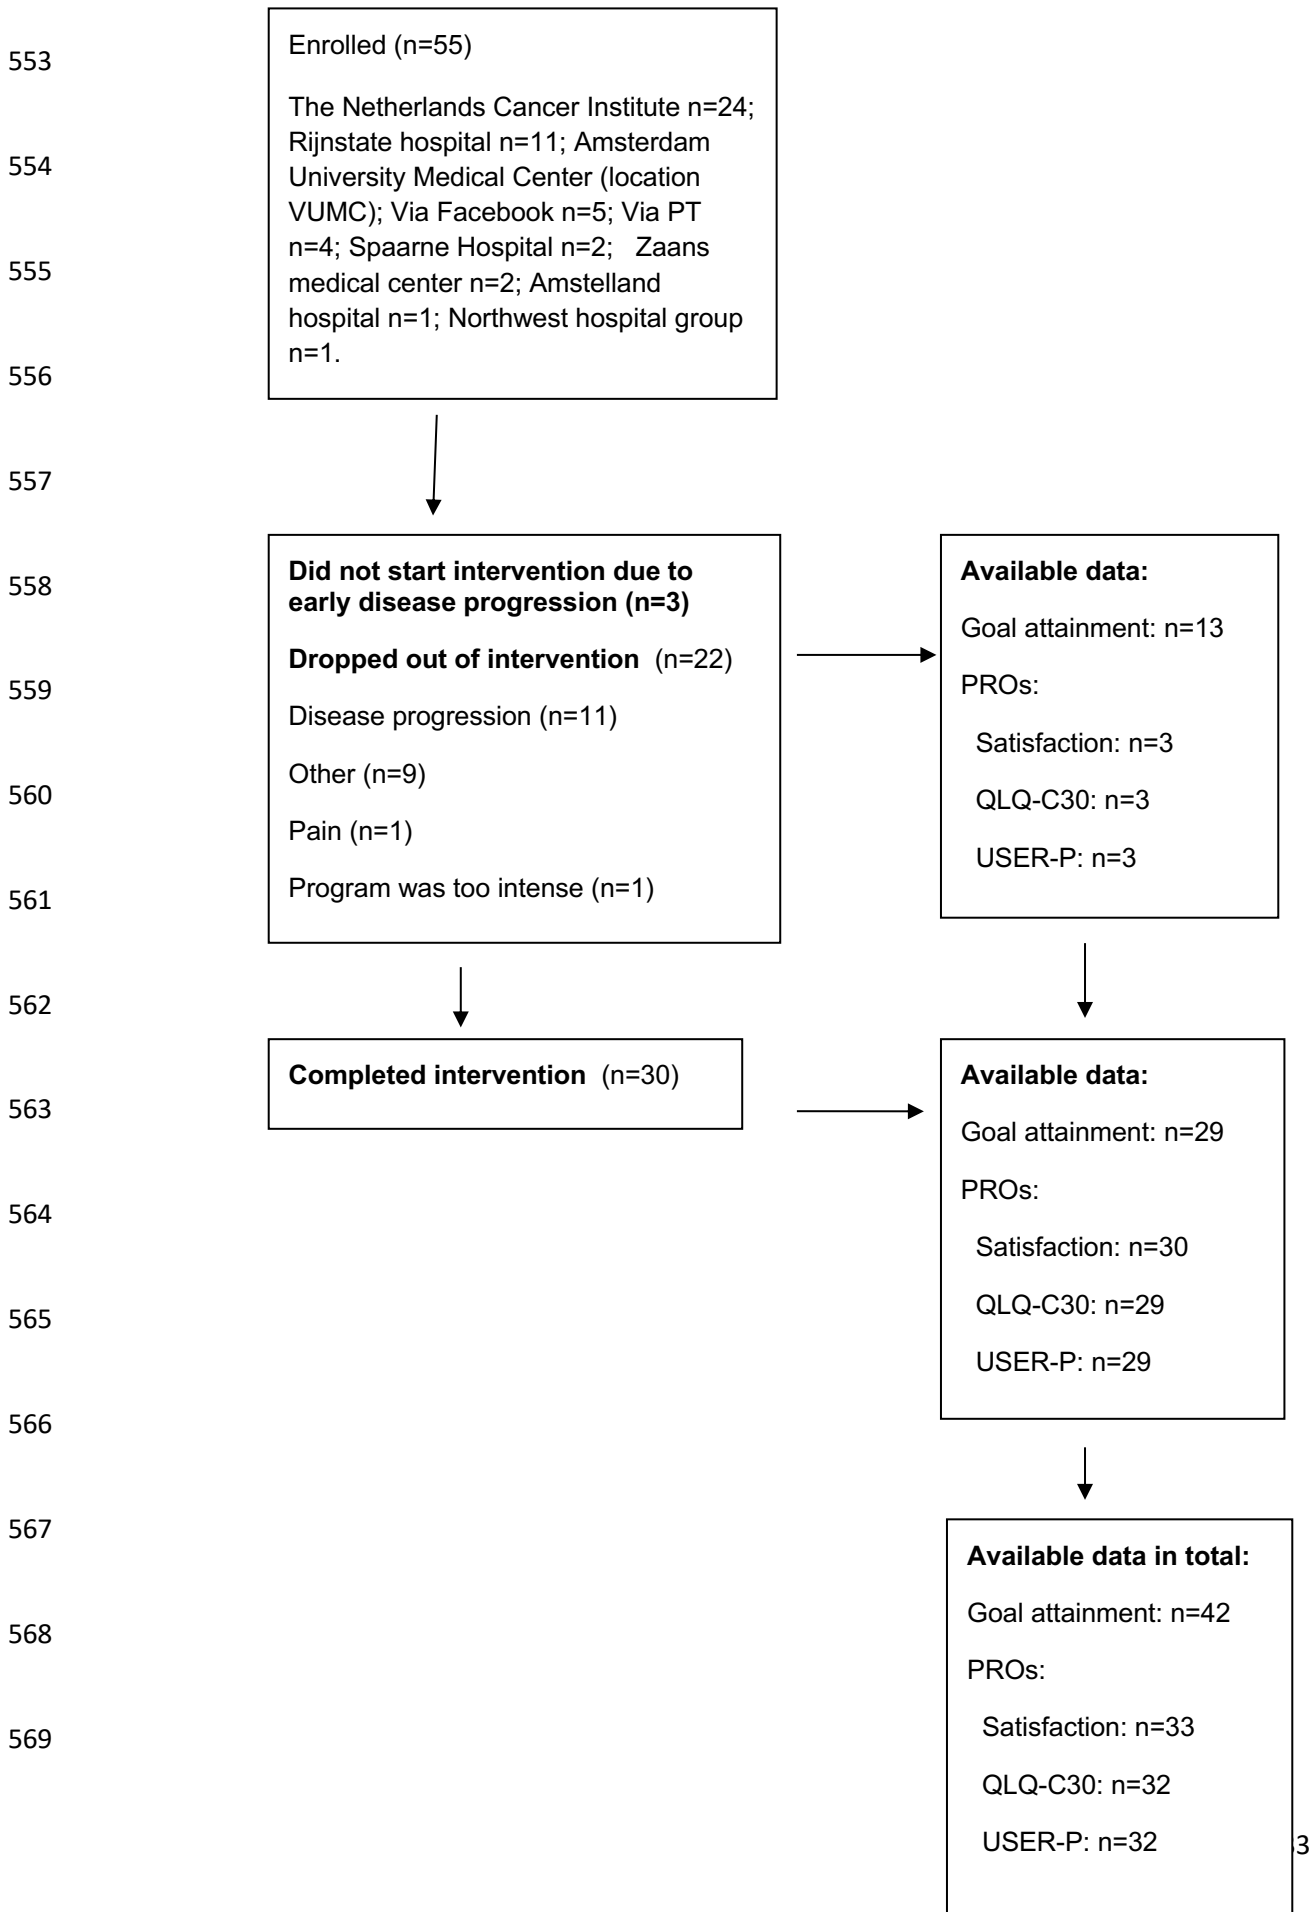 553
Enrolled (n=55)
The Netherlands Cancer Institute n=24;
Rijnstate hospital n=11; Amsterdam
University Medical Center (location
VUMC); Via Facebook n=5; Via PT
n=4; Spaarne Hospital n=2; Zaans
medical center n=2; Amstelland
hospital n=1; Northwest hospital group
n=1.
554
555
556
557
558
Did not start intervention due to
early disease progression (n=3)
Dropped out of intervention (n=22)
Disease progression (n=11)
Other (n=9)
Pain (n=1)
Program was too intense (n=1)
Available data:
Goal attainment: n=13
PROs:
Satisfaction: n=3
QLQ-C30: n=3
USER-P: n=3
559
560
561
562
Completed intervention (n=30)
563
Available data:
Goal attainment: n=29
PROs:
Satisfaction: n=30
QLQ-C30: n=29
USER-P: n=29
564
565
566
567
Available data in total:
Goal attainment: n=42
PROs:
Satisfaction: n=33
QLQ-C30: n=32
USER-P: n=32
568
569
3